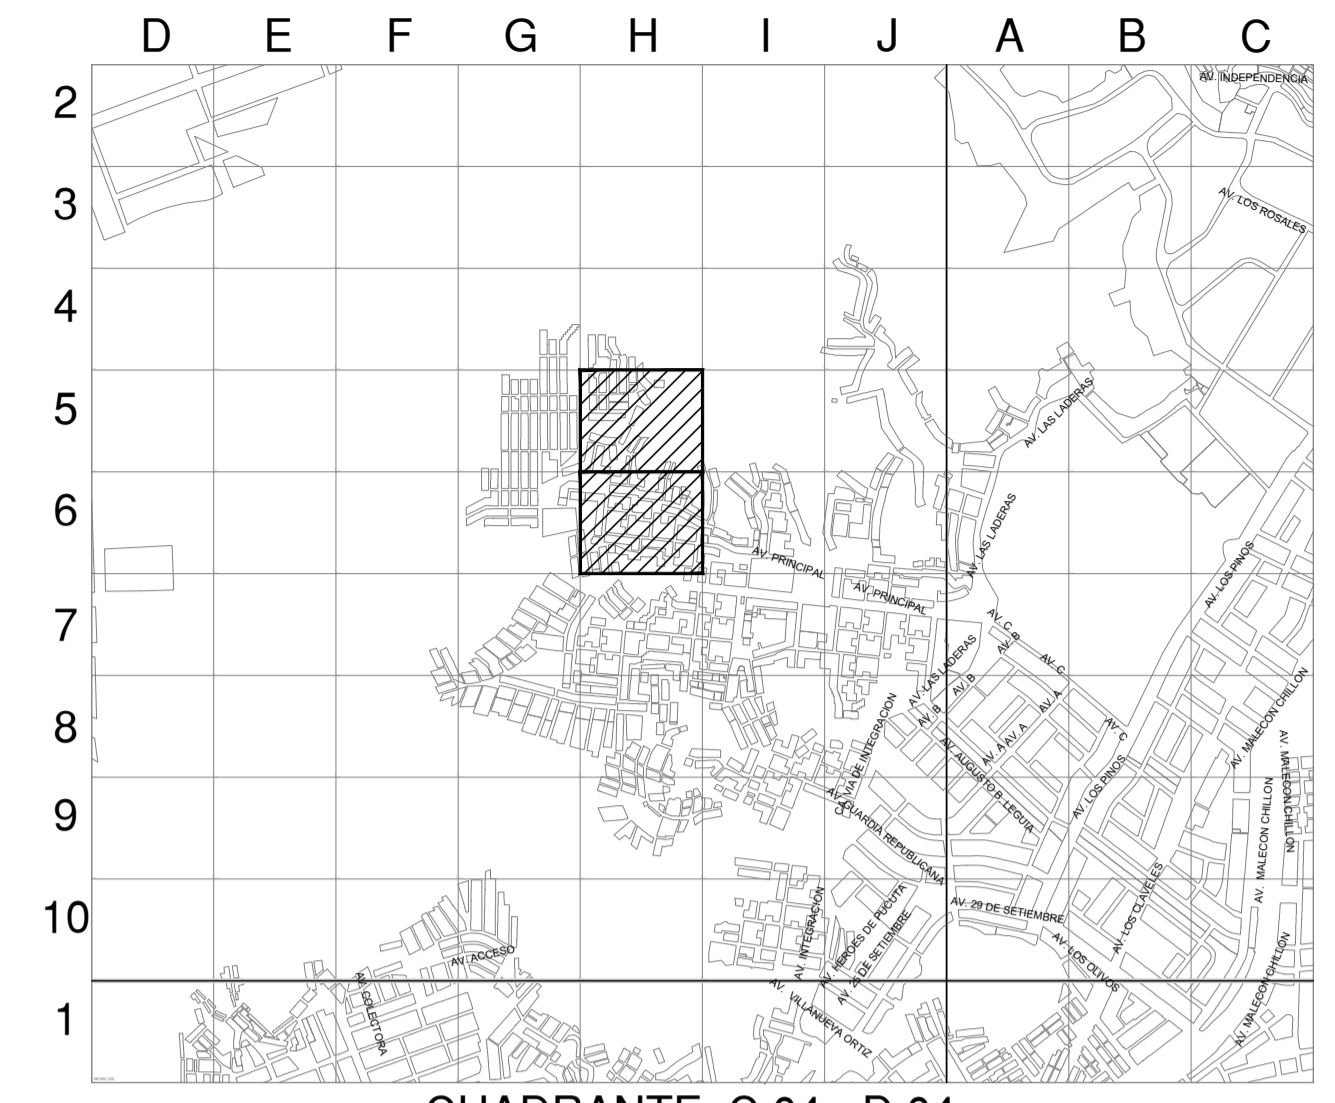 D E F G H I J A B C
2
AV. INDEPENDENCIA
3
AV. LOS ROSALES
4
5
AV. LAS LADERAS
6
AV. LAS LADERAS
AV. PRINCIPAL
AV. LOS PINOS
AV. PRINCIPAL
7
AV. C
AV. B
AV. C
AV. LAS LADERAS
AV. B
AV. A
AV. B
8
AV. C
AV. A
AV. A
AV. MALECON CHILLON
AV. MALECON CHILLON
CA. VIA DE INTEGRACION
AV. AUGUSTO B. LEGUIA
AV. LOS PINOS
9
AV. GUARDIA REPUBLICANA
AV. MALECON CHILLON
10
AV. 29 DE SETIEMBRE
AV. LOS CLAVELES
AV. INTEGRACION
AV. HEROES DE PUCUTA
AV. 25 DE SETIEMBRE
AV. ACCESO
AV. LOS OLIVOS
1
AV. COLECTORA
AV. VILLANUEVA ORTIZ
AV. MALECON CHILLON